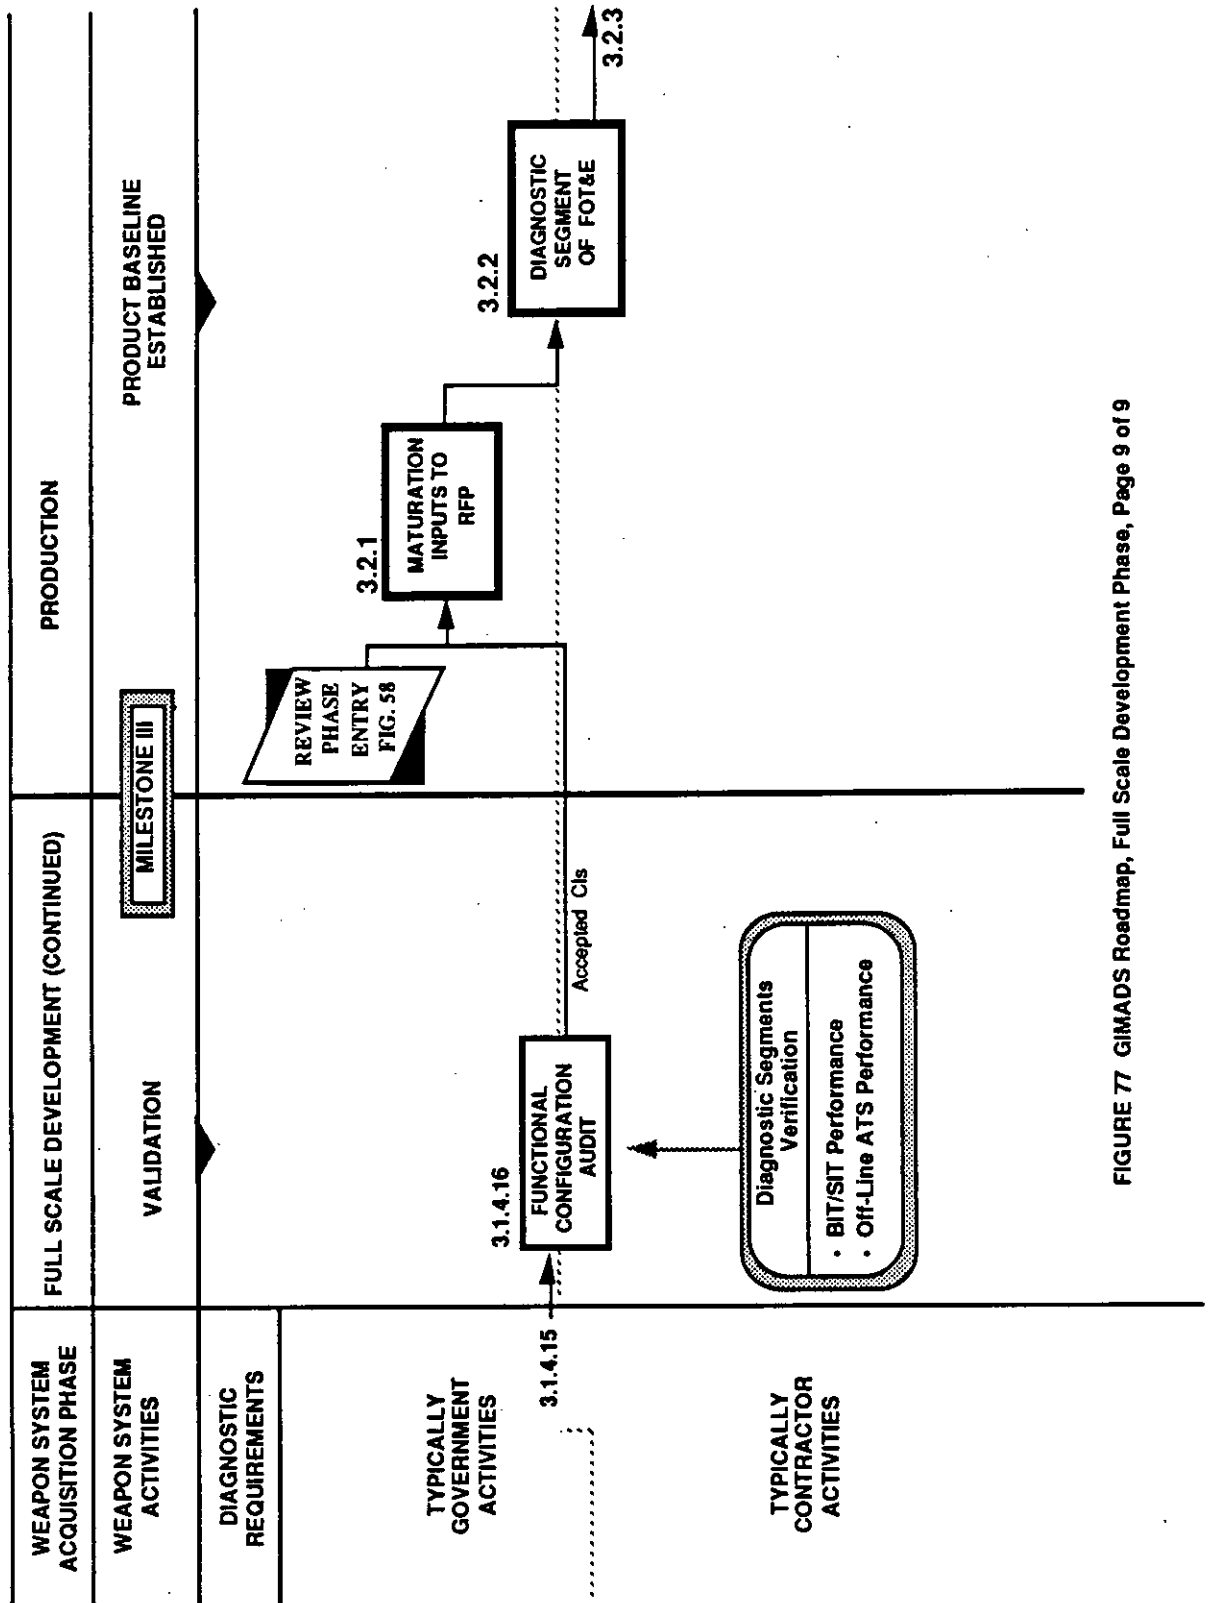 WEAPON SYSTEM
ACQUISITION PHASE
FULL SCALE DEVELOPMENT (CONTINUED)
PRODUCTION
WEAPON SYSTEM
ACTIVITIES
VALIDATION
MILESTONE III
PRODUCT BASELINE
ESTABLISHED
DIAGNOSTIC
REQUIREMENTS
TYPICALLY
GOVERNMENT
ACTIVITIES
3.1.4.15
3.1.4.16
FUNCTIONAL
CONFIGURATION
AUDIT
Accepted CIs
REVIEW
PHASE
ENTRY
FIG. 58
3.2.1
MATURATION
INPUTS TO
RFP
3.2.2
DIAGNOSTIC
SEGMENT
OF FOT&E
3.2.3
TYPICALLY
CONTRACTOR
ACTIVITIES
Diagnostic Segments
Verification
• BIT/SIT Performance
• Off-Line ATS Performance
FIGURE 77 GIMADS Roadmap, Full Scale Development Phase, Page 9 of 9